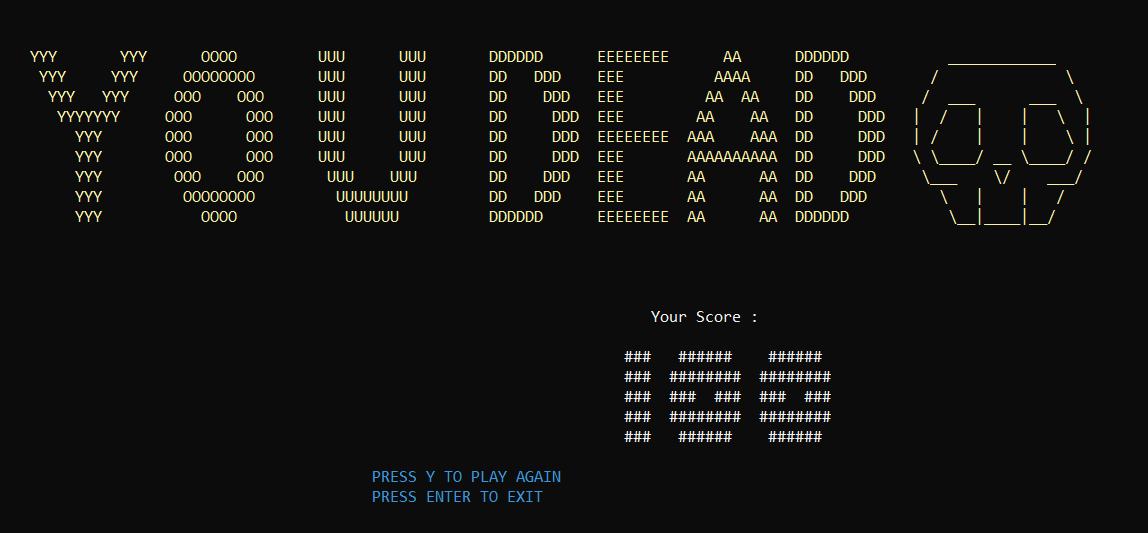 YOU DEAD
Your Score :
100
PRESS Y TO PLAY AGAIN
PRESS ENTER TO EXIT